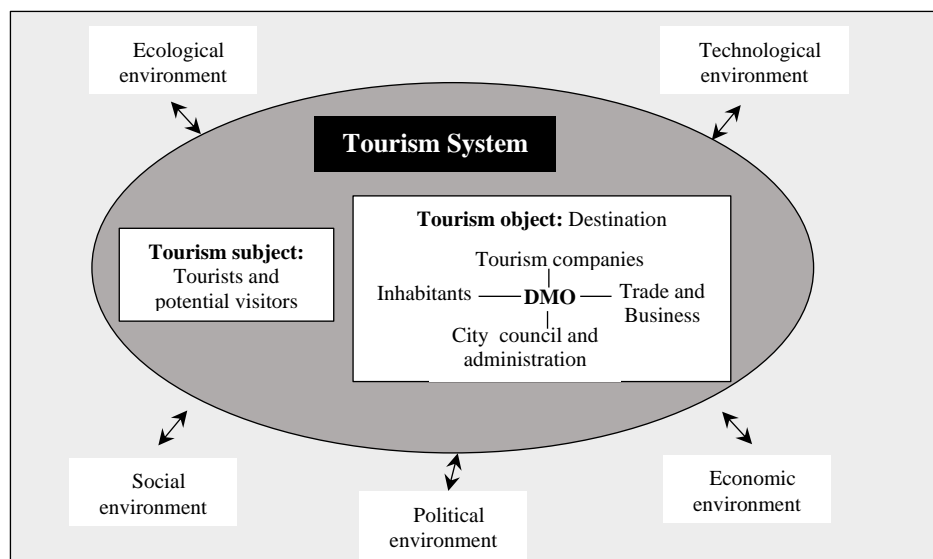 Ecological
environment
Technological
environment
Tourism System
Tourism subject:
Tourists and
potential visitors
Tourism object: Destination
Tourism companies
Inhabitants
DMO
Trade and
Business
City council and
administration
Social
environment
Political
environment
Economic
environment